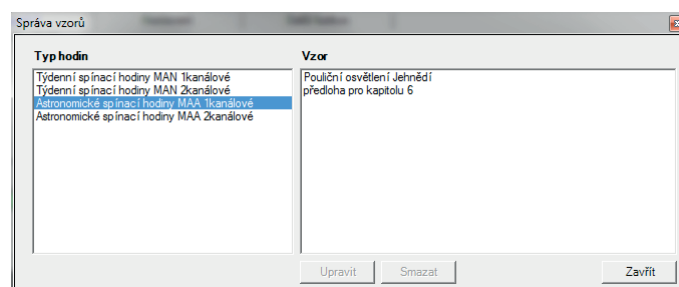 Správa vzorů
Typ hodin
Vzor
Týdenní spínací hodiny MAN 1kanálové
Týdenní spínací hodiny MAN 2kanálové
Astronomické spínací hodiny MAA 1kanálové
Astronomické spínací hodiny MAA 2kanálové
Pouliční osvětlení Jehnědí
předloha pro kapitolu 6
Upravit
Smazat
Zavřít